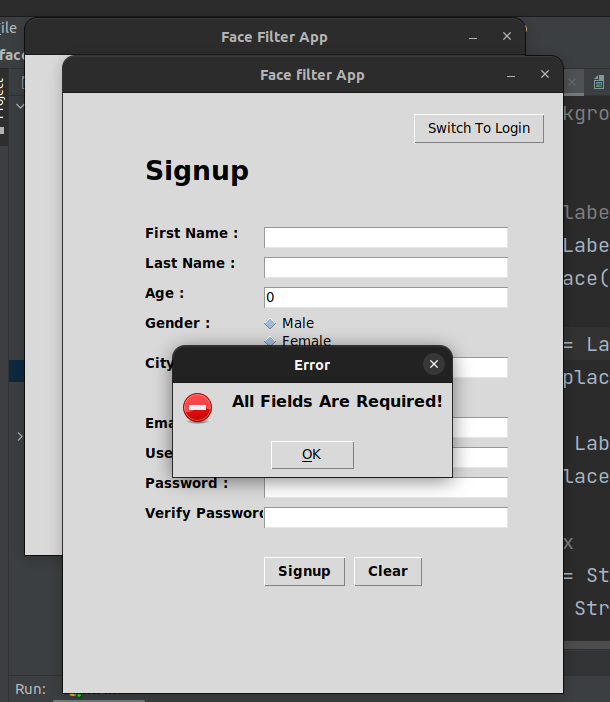 ile
Face Filter App
face
Face filter App
Project
kgro
Switch To Login
Signup
labe
First Name :
Labe
Last Name :
ace(
Age :
0
Gender :
Male
= La
Female
City
place
Error
All Fields Are Required!
Ema
Lab
OK
Use
lace
Password :
Verify Password
x
Signup
Clear
= St
Str
Run: